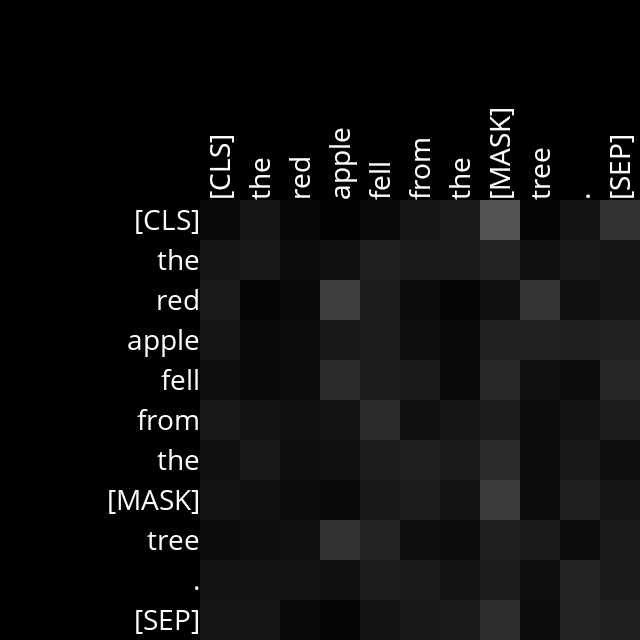 [CLS] the red apple fell from the [MASK] tree . [SEP]
[CLS]
the
red
apple
fell
from
the
[MASK]
tree
.
[SEP]